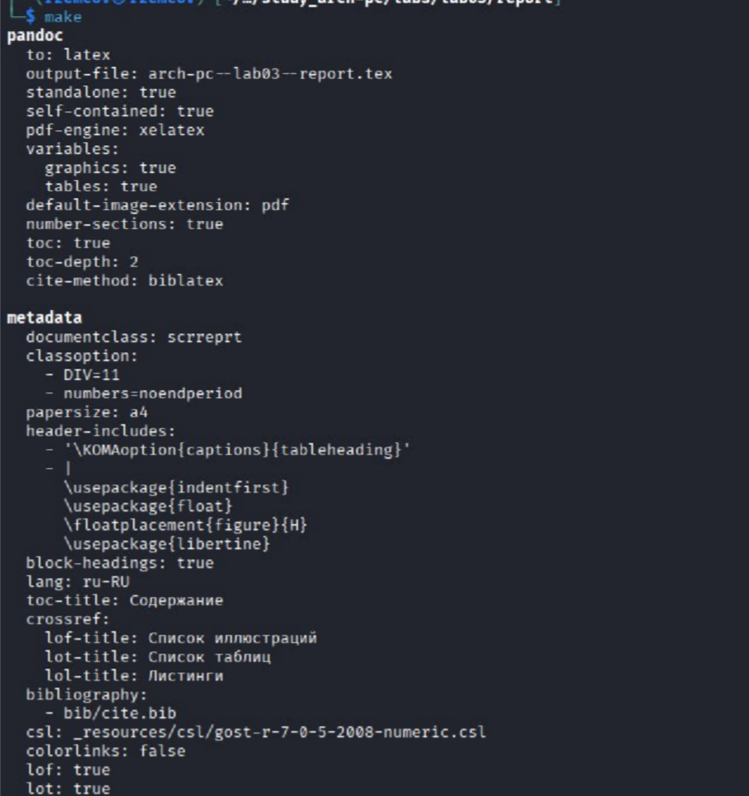 study_arch-pc/labs/lab03/report]
└─$ make
pandoc
  to: latex
  output-file: arch-pc--lab03--report.tex
  standalone: true
  self-contained: true
  pdf-engine: xelatex
  variables:
    graphics: true
    tables: true
  default-image-extension: pdf
  number-sections: true
  toc: true
  toc-depth: 2
  cite-method: biblatex

metadata
  documentclass: scrreprt
  classoption:
    - DIV=11
    - numbers=noendperiod
  papersize: a4
  header-includes:
    - '\KOMAoption{captions}{tableheading}'
    - |
      \usepackage{indentfirst}
      \usepackage{float}
      \floatplacement{figure}{H}
      \usepackage{libertine}
  block-headings: true
  lang: ru-RU
  toc-title: Содержание
  crossref:
    lof-title: Список иллюстраций
    lot-title: Список таблиц
    lol-title: Листинги
  bibliography:
    - bib/cite.bib
  csl: _resources/csl/gost-r-7-0-5-2008-numeric.csl
  colorlinks: false
  lof: true
  lot: true